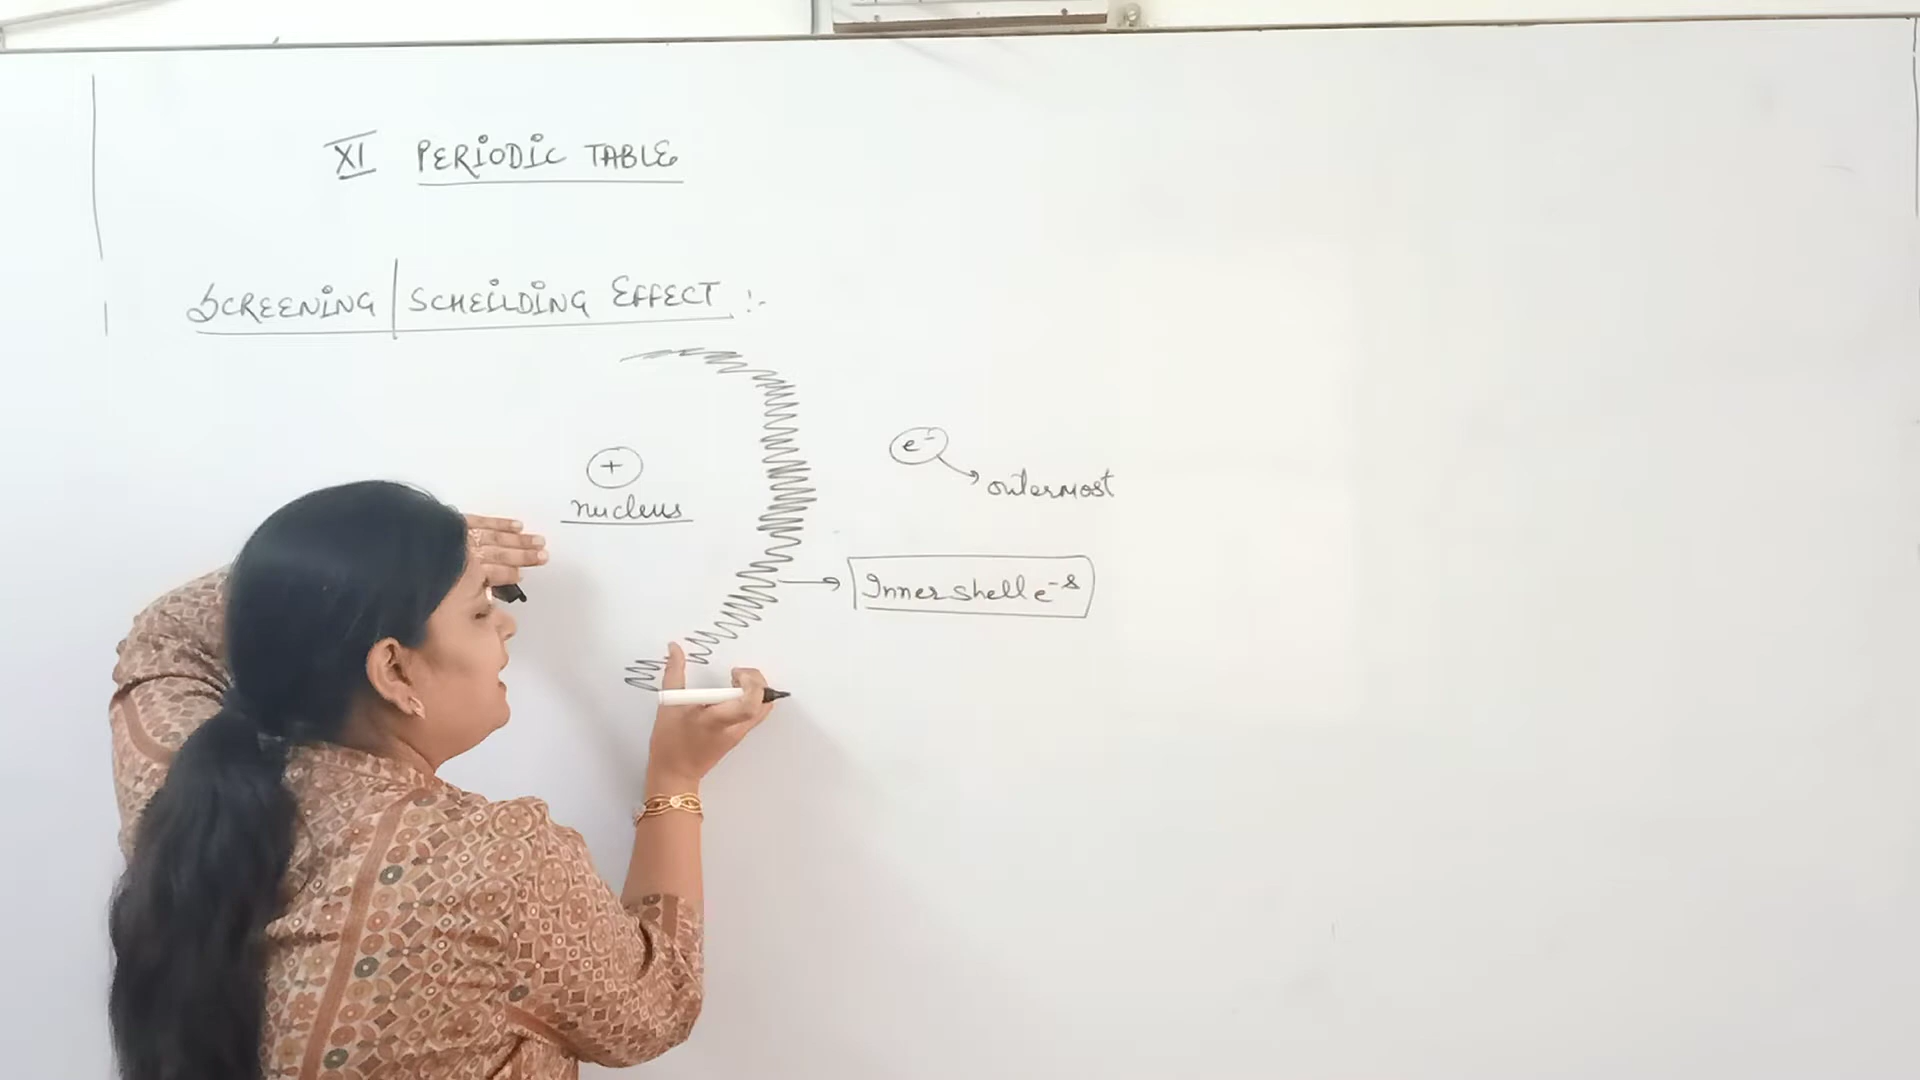 XI PERIODIC TABLE
SCREENING | SCHEILDING EFFECT :-
e-
+
outermost
nucleus
Inner shell e-s